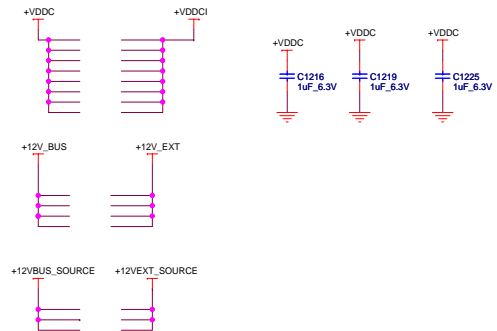 +VDDC
+VDDCI
+VDDC
C1216
1uF_6.3V
+VDDC
C1219
1uF_6.3V
+VDDC
C1225
1uF_6.3V
+12V_BUS
+12V_EXT
+12VBUS_SOURCE
+12VEXT_SOURCE